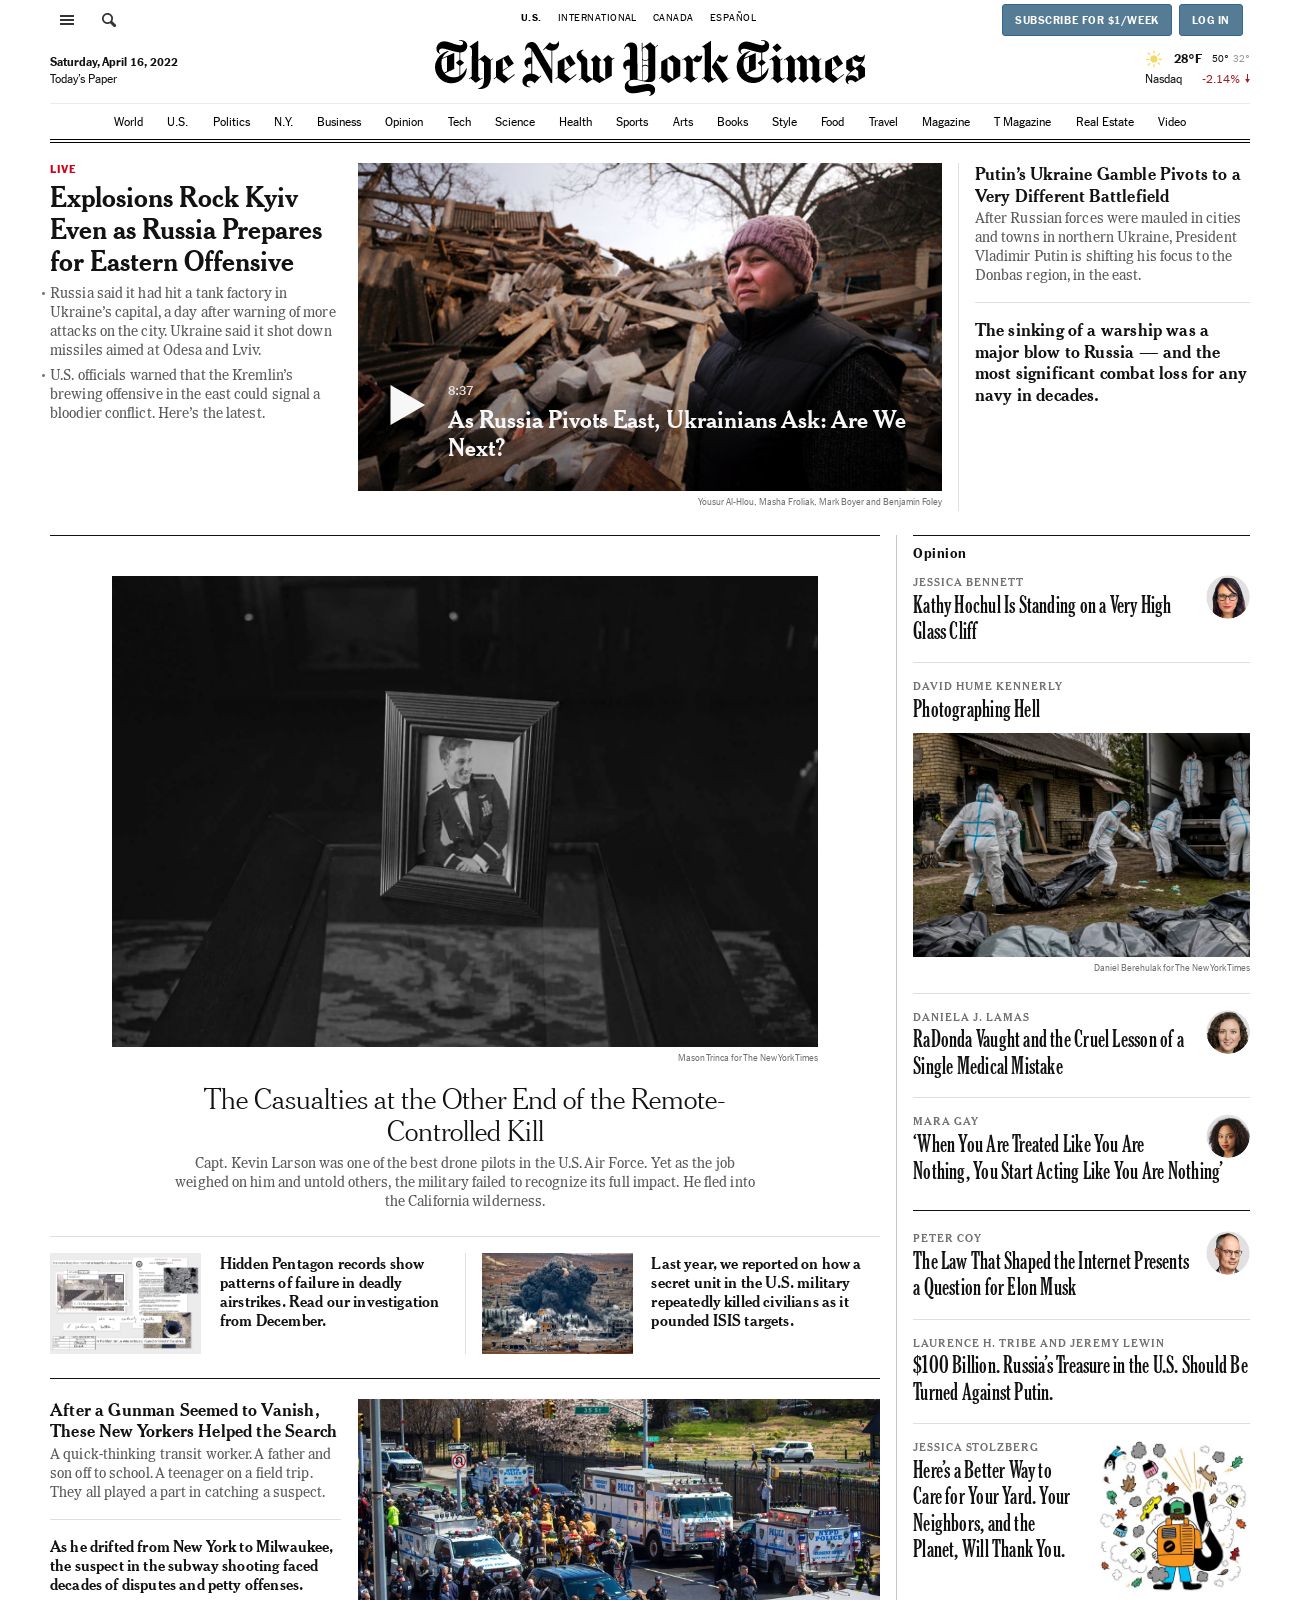 U.S. INTERNATIONAL CANADA ESPAÑOL
SUBSCRIBE FOR $1/WEEK LOG IN
Saturday, April 16, 2022
Today's Paper
The New York Times
28°F 50° 32°
Nasdaq -2.14%
World U.S. Politics N.Y. Business Opinion Tech Science Health Sports Arts Books Style Food Travel Magazine T Magazine Real Estate Video
LIVE
Explosions Rock Kyiv
Even as Russia Prepares
for Eastern Offensive
• Russia said it had hit a tank factory in
Ukraine's capital, a day after warning of more
attacks on the city. Ukraine said it shot down
missiles aimed at Odesa and Lviv.
• U.S. officials warned that the Kremlin's
brewing offensive in the east could signal a
bloodier conflict. Here's the latest.
8:37
As Russia Pivots East, Ukrainians Ask: Are We
Next?
Yousur Al-Hlou, Masha Froliak, Mark Boyer and Benjamin Foley
Putin's Ukraine Gamble Pivots to a
Very Different Battlefield
After Russian forces were mauled in cities
and towns in northern Ukraine, President
Vladimir Putin is shifting his focus to the
Donbas region, in the east.
The sinking of a warship was a
major blow to Russia — and the
most significant combat loss for any
navy in decades.
Mason Trinca for The New York Times
The Casualties at the Other End of the Remote-
Controlled Kill
Capt. Kevin Larson was one of the best drone pilots in the U.S. Air Force. Yet as the job
weighed on him and untold others, the military failed to recognize its full impact. He fled into
the California wilderness.
Hidden Pentagon records show
patterns of failure in deadly
airstrikes. Read our investigation
from December.
Last year, we reported on how a
secret unit in the U.S. military
repeatedly killed civilians as it
pounded ISIS targets.
After a Gunman Seemed to Vanish,
These New Yorkers Helped the Search
A quick-thinking transit worker. A father and
son off to school. A teenager on a field trip.
They all played a part in catching a suspect.
As he drifted from New York to Milwaukee,
the suspect in the subway shooting faced
decades of disputes and petty offenses.
35 St
POLICE
POLICE
POLICE
NYPD
POLICE
Opinion
JESSICA BENNETT
Kathy Hochul Is Standing on a Very High
Glass Cliff
DAVID HUME KENNERLY
Photographing Hell
Daniel Berehulak for The New York Times
DANIELA J. LAMAS
RaDonda Vaught and the Cruel Lesson of a
Single Medical Mistake
MARA GAY
‘When You Are Treated Like You Are
Nothing, You Start Acting Like You Are Nothing’
PETER COY
The Law That Shaped the Internet Presents
a Question for Elon Musk
LAURENCE H. TRIBE AND JEREMY LEWIN
$100 Billion. Russia's Treasure in the U.S. Should Be
Turned Against Putin.
JESSICA STOLZBERG
Here's a Better Way to
Care for Your Yard. Your
Neighbors, and the
Planet, Will Thank You.